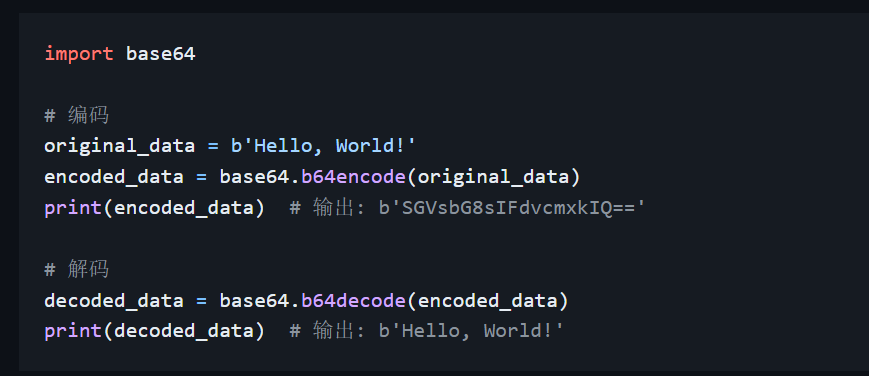 import base64
# 编码
original_data = b'Hello, World!'
encoded_data = base64.b64encode(original_data)
print(encoded_data)  # 输出: b'SGVsbG8sIFdvcmxkIQ=='
# 解码
decoded_data = base64.b64decode(encoded_data)
print(decoded_data)  # 输出: b'Hello, World!'